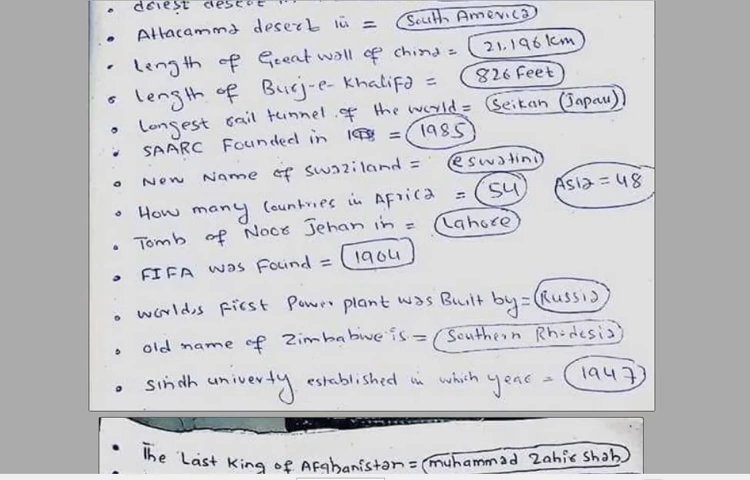 driest desert
Attacamma desert iii = South America
Length of Great wall of china = 21,196 km
Length of Burj-e-Khalifa = 826 Feet
Longest rail tunnel of the world = Seikan (Japan)
SAARC Founded in = 1985
New Name of Swaziland = eswatini
How many Countries in Africa = 54 Asia = 48
Tomb of Noor Jehan in = Lahore
FIFA was Found = 1904
world,s First Power plant was Built by = Russia
old name of Zimbabwe is = Southern Rhodesia
Sindh univerty established in which year = 1947
The Last King of Afghanistan = muhammad Zahir Shah